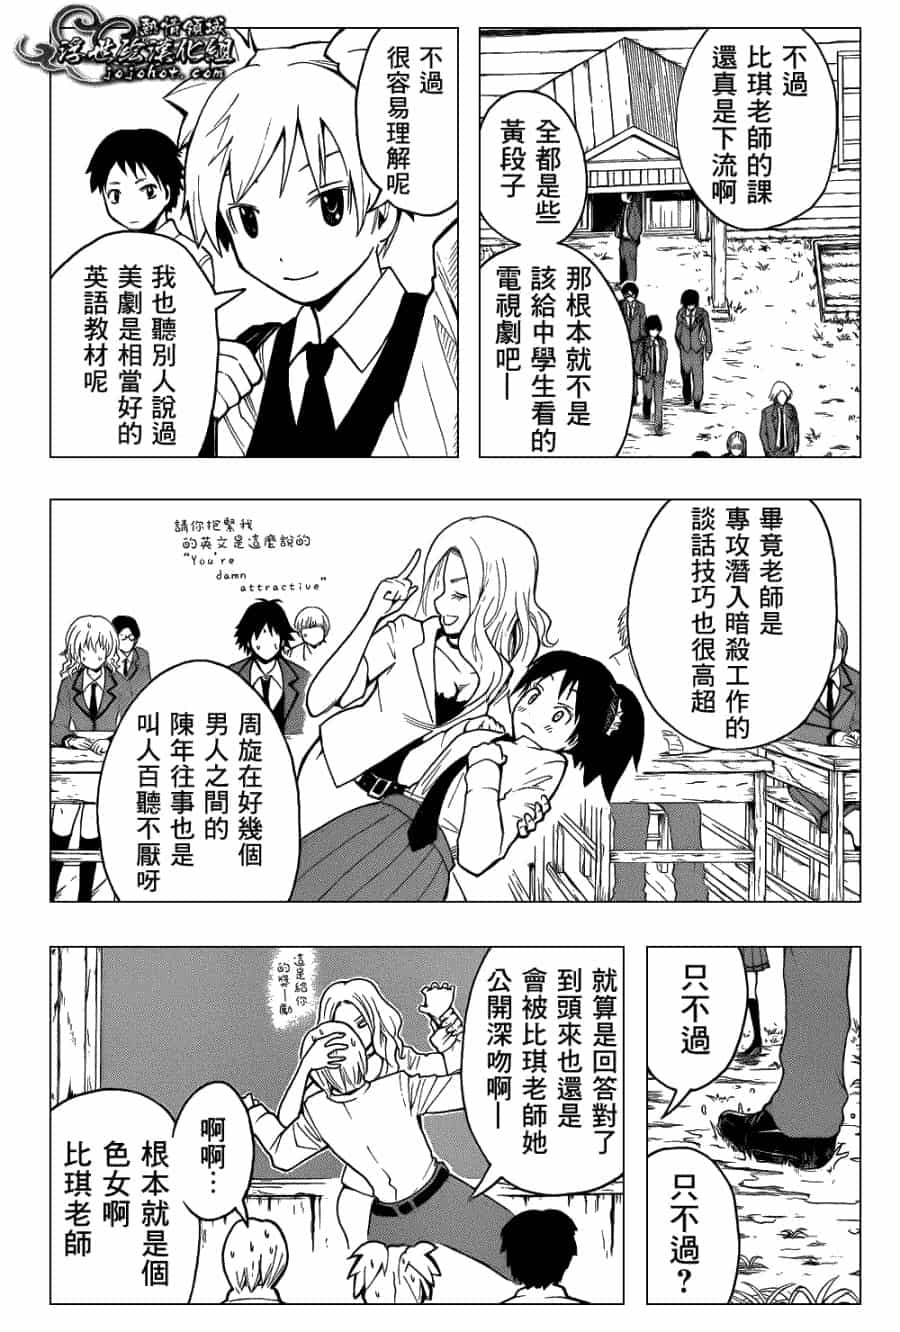 熱情領域
浮世繪漢化組
jojohot.com
不過
比琪老師的課
還真是下流啊
全都是些
黃段子
那根本就不是
該給中學生看的
電視劇吧—
不過
很容易理解呢
我也聽別人說過
美劇是相當好的
英語教材呢
畢竟老師是
專攻潛入暗殺工作的
談話技巧也很高超
請你抱緊我
的英文是這麼說的
"You're
damn
attractive"
周旋在好幾個
男人之間的
陳年往事也是
叫人百聽不厭呀
只不過
只不過?
就算是回答對了
到頭來也還是
會被比琪老師她
公開深吻啊—
這是給你
的獎—勵
啊啊…
根本就是個
色女啊
比琪老師